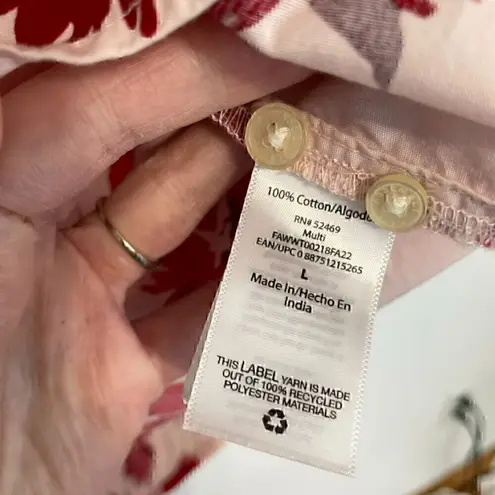 100% Cotton/Algodo
RN# 52469
Multi
FAWWT00218FA22
EAN/UPC 0 88751215265
L
Made In/Hecho En
India
THIS LABEL YARN IS MADE
OUT OF 100% RECYCLED
POLYESTER MATERIALS